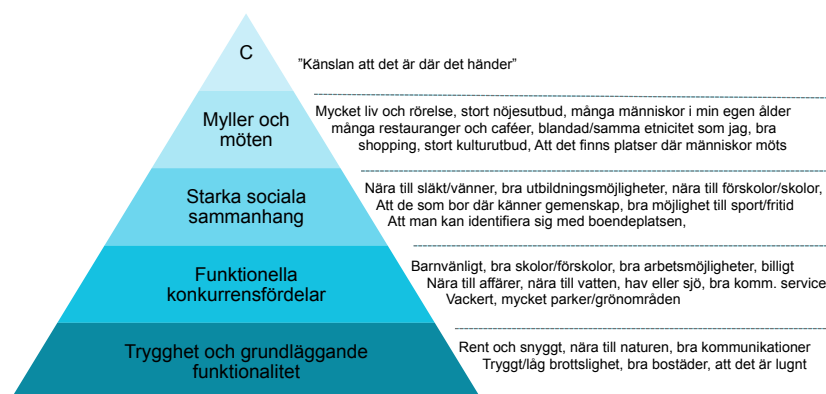 C
"Känslan att det är där det händer"
Myller och
möten
Mycket liv och rörelse, stort nöjesutbud, många människor i min egen ålder
många restauranger och caféer, blandad/samma etnicitet som jag, bra
shopping, stort kulturutbud, Att det finns platser där människor möts
Starka sociala
sammanhang
Nära till släkt/vänner, bra utbildningsmöjligheter, nära till förskolor/skolor,
Att de som bor där känner gemenskap, bra möjlighet till sport/fritid
Att man kan identifiera sig med boendeplatsen,
Funktionella
konkurrensfördelar
Barnvänligt, bra skolor/förskolor, bra arbetsmöjligheter, billigt
Nära till affärer, nära till vatten, hav eller sjö, bra komm. service
Vackert, mycket parker/grönområden
Trygghet och grundläggande
funktionalitet
Rent och snyggt, nära till naturen, bra kommunikationer
Tryggt/låg brottslighet, bra bostäder, att det är lugnt